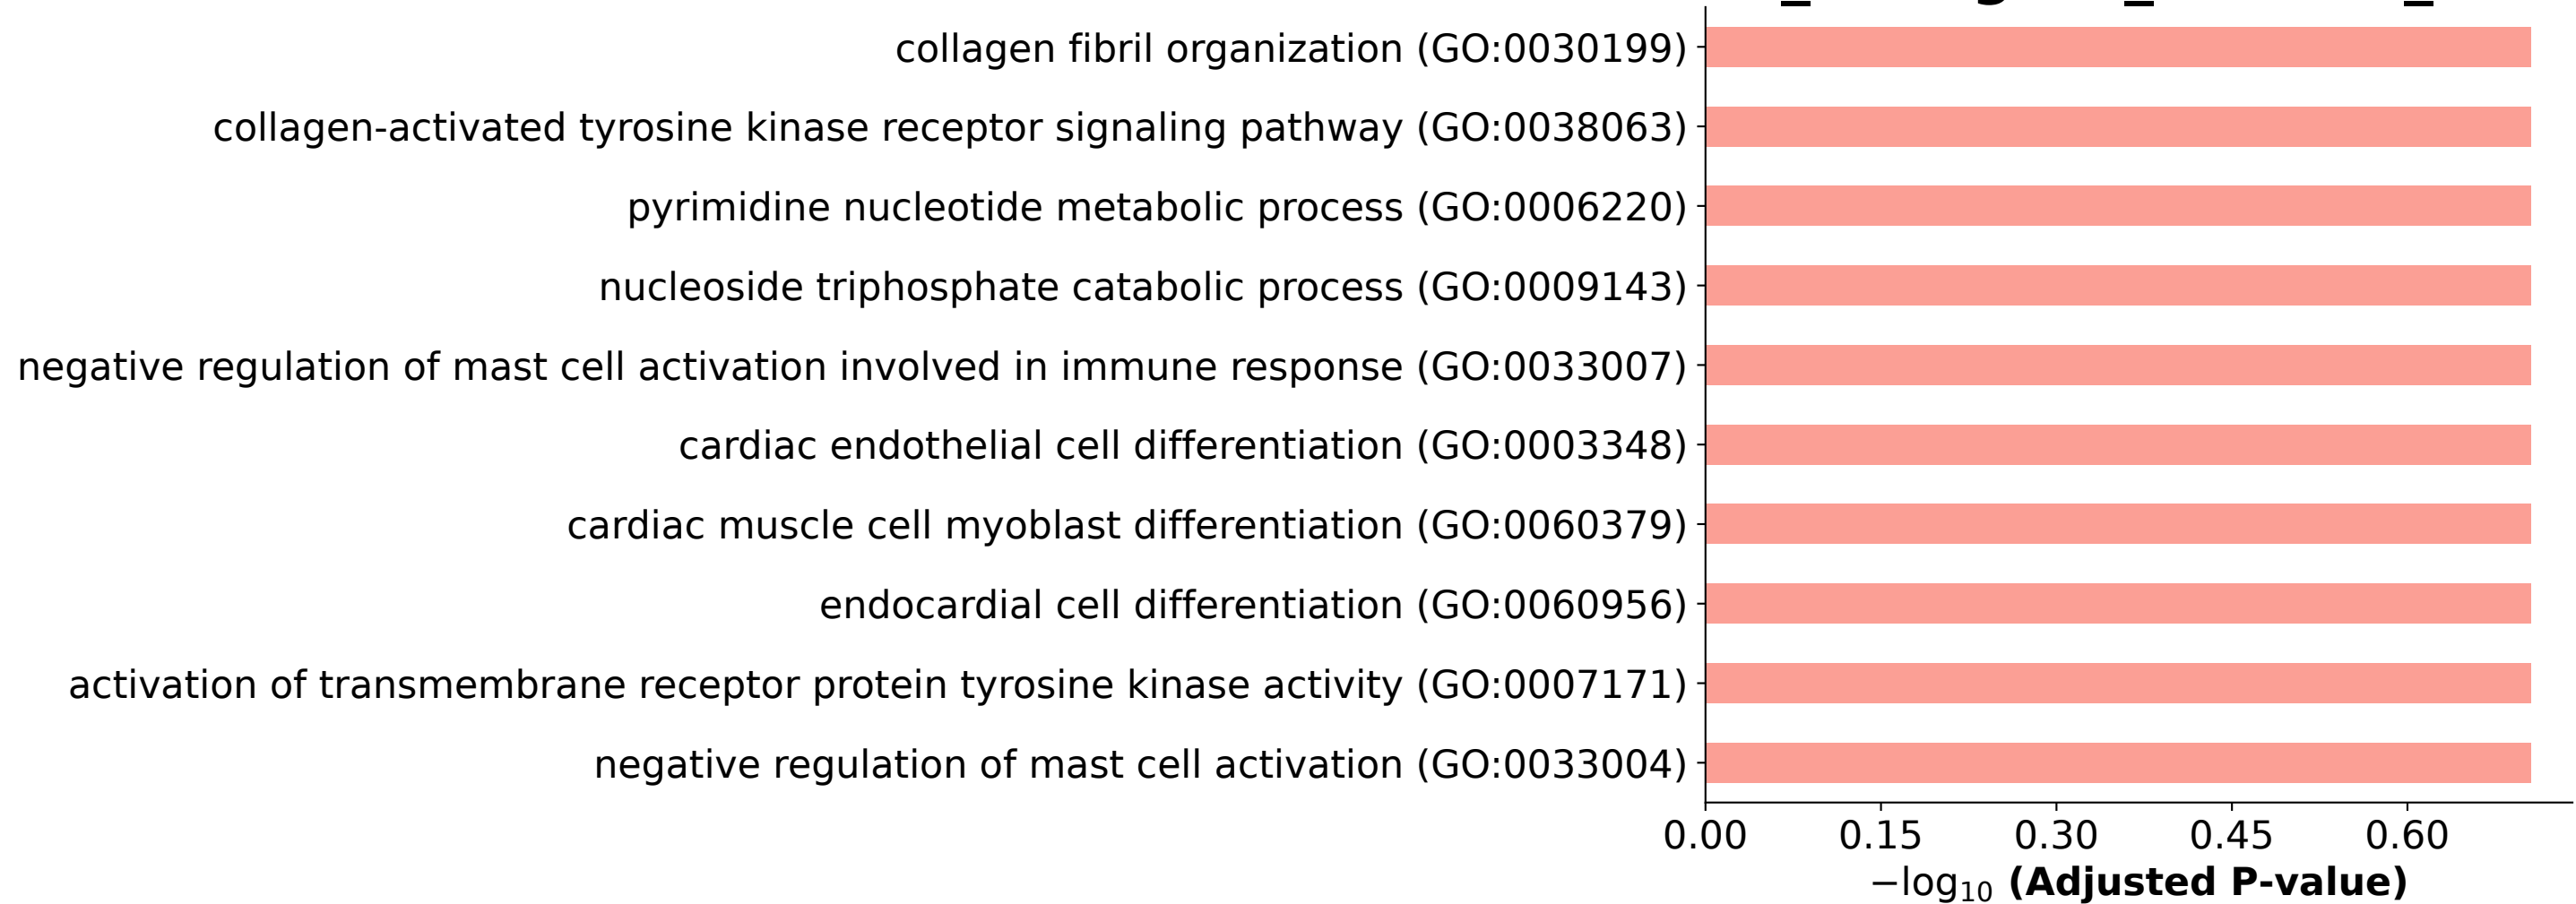 collagen fibril organization (GO:0030199)
collagen-activated tyrosine kinase receptor signaling pathway (GO:0038063)
pyrimidine nucleotide metabolic process (GO:0006220)
nucleoside triphosphate catabolic process (GO:0009143)
negative regulation of mast cell activation involved in immune response (GO:0033007)
cardiac endothelial cell differentiation (GO:0003348)
cardiac muscle cell myoblast differentiation (GO:0060379)
endocardial cell differentiation (GO:0060956)
activation of transmembrane receptor protein tyrosine kinase activity (GO:0007171)
negative regulation of mast cell activation (GO:0033004)
0.00 0.15 0.30 0.45 0.60
−log₁₀ (Adjusted P-value)